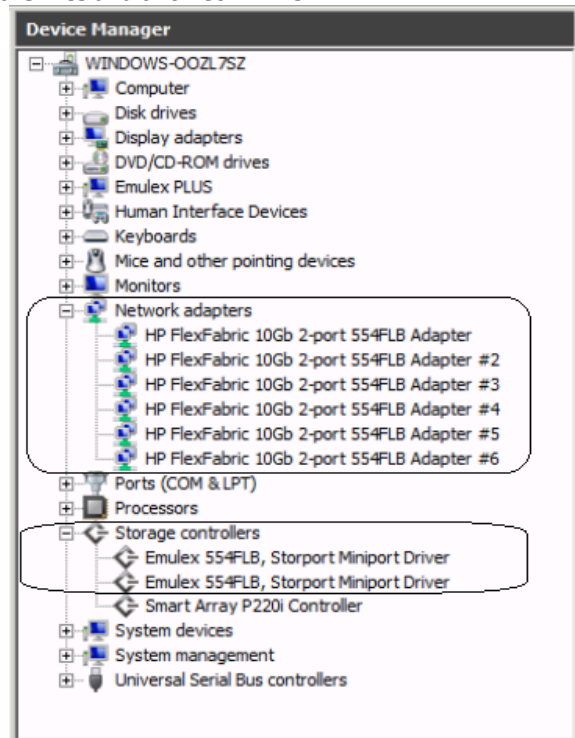 Device Manager
WINDOWS-OOZL7SZ
Computer
Disk drives
Display adapters
DVD/CD-ROM drives
Emulex PLUS
Human Interface Devices
Keyboards
Mice and other pointing devices
Monitors
Network adapters
HP FlexFabric 10Gb 2-port 554FLB Adapter
HP FlexFabric 10Gb 2-port 554FLB Adapter #2
HP FlexFabric 10Gb 2-port 554FLB Adapter #3
HP FlexFabric 10Gb 2-port 554FLB Adapter #4
HP FlexFabric 10Gb 2-port 554FLB Adapter #5
HP FlexFabric 10Gb 2-port 554FLB Adapter #6
Ports (COM & LPT)
Processors
Storage controllers
Emulex 554FLB, Storport Miniport Driver
Emulex 554FLB, Storport Miniport Driver
Smart Array P220i Controller
System devices
System management
Universal Serial Bus controllers